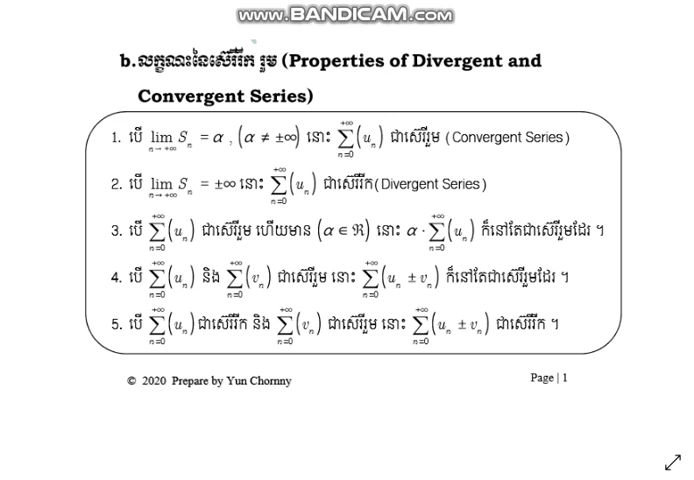 www.BANDICAM.com
b.លក្ខណះនៃស៊េរីរីក រួម (Properties of Divergent and
Convergent Series)
1. បើ lim_{n→+∞} S_n = α , (α ≠ ±∞) នោះ ∑_{n=0}^{+∞} (u_n) ជាស៊េរីរួម (Convergent Series)
2. បើ lim_{n→+∞} S_n = ±∞ នោះ ∑_{n=0}^{+∞} (u_n) ជាស៊េរីរីក(Divergent Series)
3. បើ ∑_{n=0}^{+∞} (u_n) ជាស៊េរីរួម ហើយមាន (α ∈ ℜ) នោះ α · ∑_{n=0}^{+∞} (u_n) ក៏នៅតែជាស៊េរីរួមដែរ ។
4. បើ ∑_{n=0}^{+∞} (u_n) និង ∑_{n=0}^{+∞} (v_n) ជាស៊េរីរួម នោះ ∑_{n=0}^{+∞} (u_n ± v_n) ក៏នៅតែជាស៊េរីរួមដែរ ។
5. បើ ∑_{n=0}^{+∞} (u_n) ជាស៊េរីរីក និង ∑_{n=0}^{+∞} (v_n) ជាស៊េរីរួម នោះ ∑_{n=0}^{+∞} (u_n ± v_n) ជាស៊េរីរីក ។
© 2020 Prepare by Yun Chornny
Page | 1